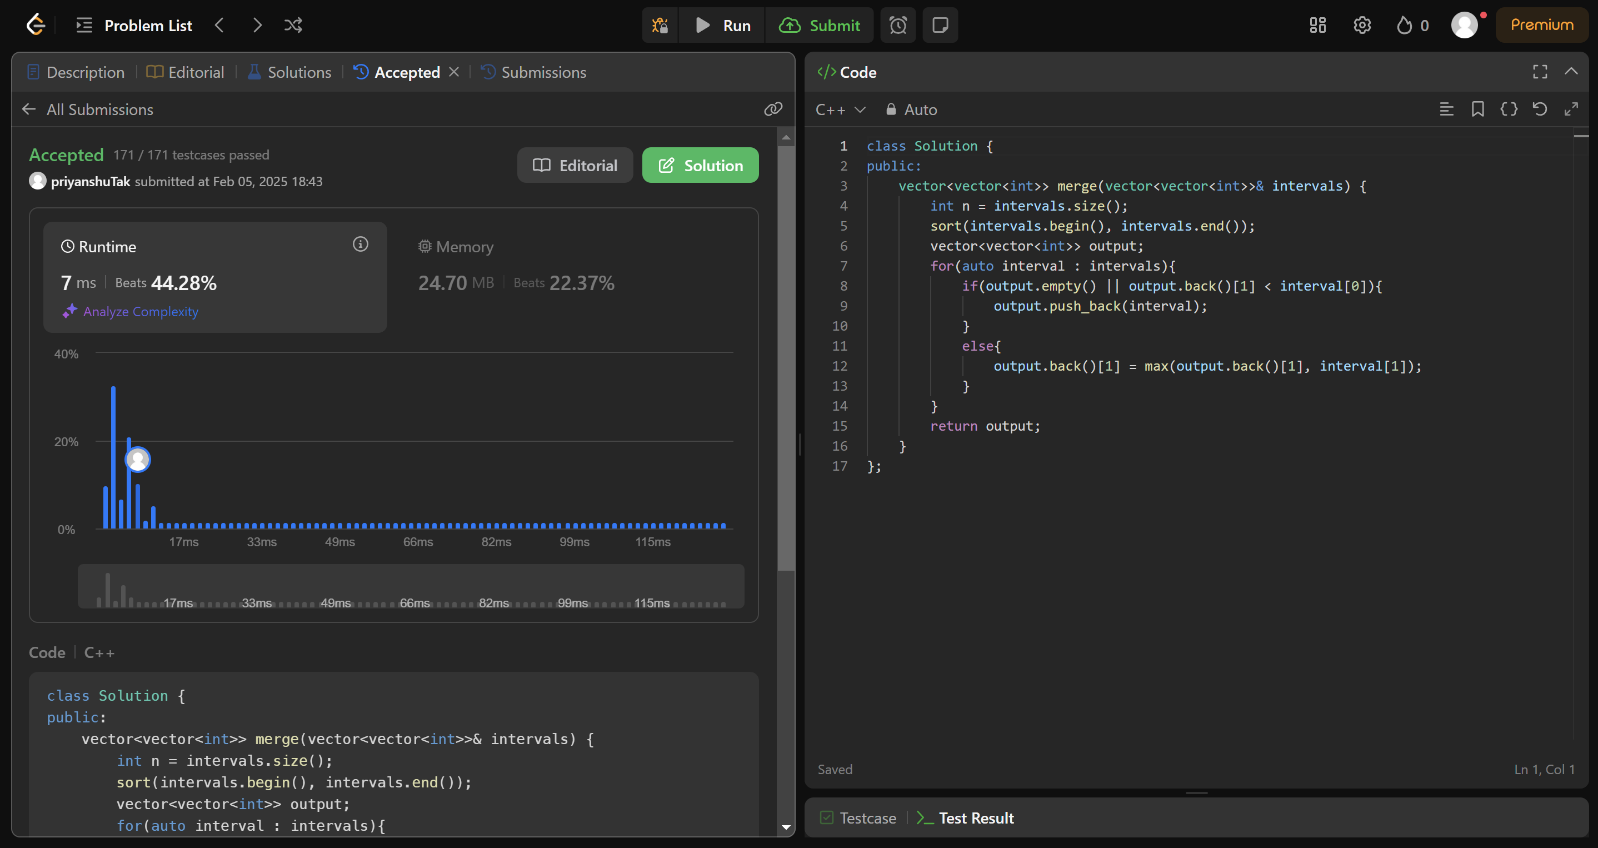 Problem List
Run
Submit
0
Premium
Description
Editorial
Solutions
Accepted
Submissions
All Submissions
Accepted 171 / 171 testcases passed
priyanshuTak submitted at Feb 05, 2025 18:43
Editorial
Solution
Runtime
7 ms Beats 44.28%
Analyze Complexity
Memory
24.70 MB Beats 22.37%
40%
20%
0%
17ms 33ms 49ms 66ms 82ms 99ms 115ms
17ms 33ms 49ms 66ms 82ms 99ms 115ms
Code C++
class Solution {
public:
    vector<vector<int>> merge(vector<vector<int>>& intervals) {
        int n = intervals.size();
        sort(intervals.begin(), intervals.end());
        vector<vector<int>> output;
        for(auto interval : intervals){
</> Code
C++ Auto
1 class Solution {
2 public:
3     vector<vector<int>> merge(vector<vector<int>>& intervals) {
4         int n = intervals.size();
5         sort(intervals.begin(), intervals.end());
6         vector<vector<int>> output;
7         for(auto interval : intervals){
8             if(output.empty() || output.back()[1] < interval[0]){
9                 output.push_back(interval);
10             }
11             else{
12                 output.back()[1] = max(output.back()[1], interval[1]);
13             }
14         }
15         return output;
16     }
17 };
Saved
Ln 1, Col 1
Testcase
Test Result